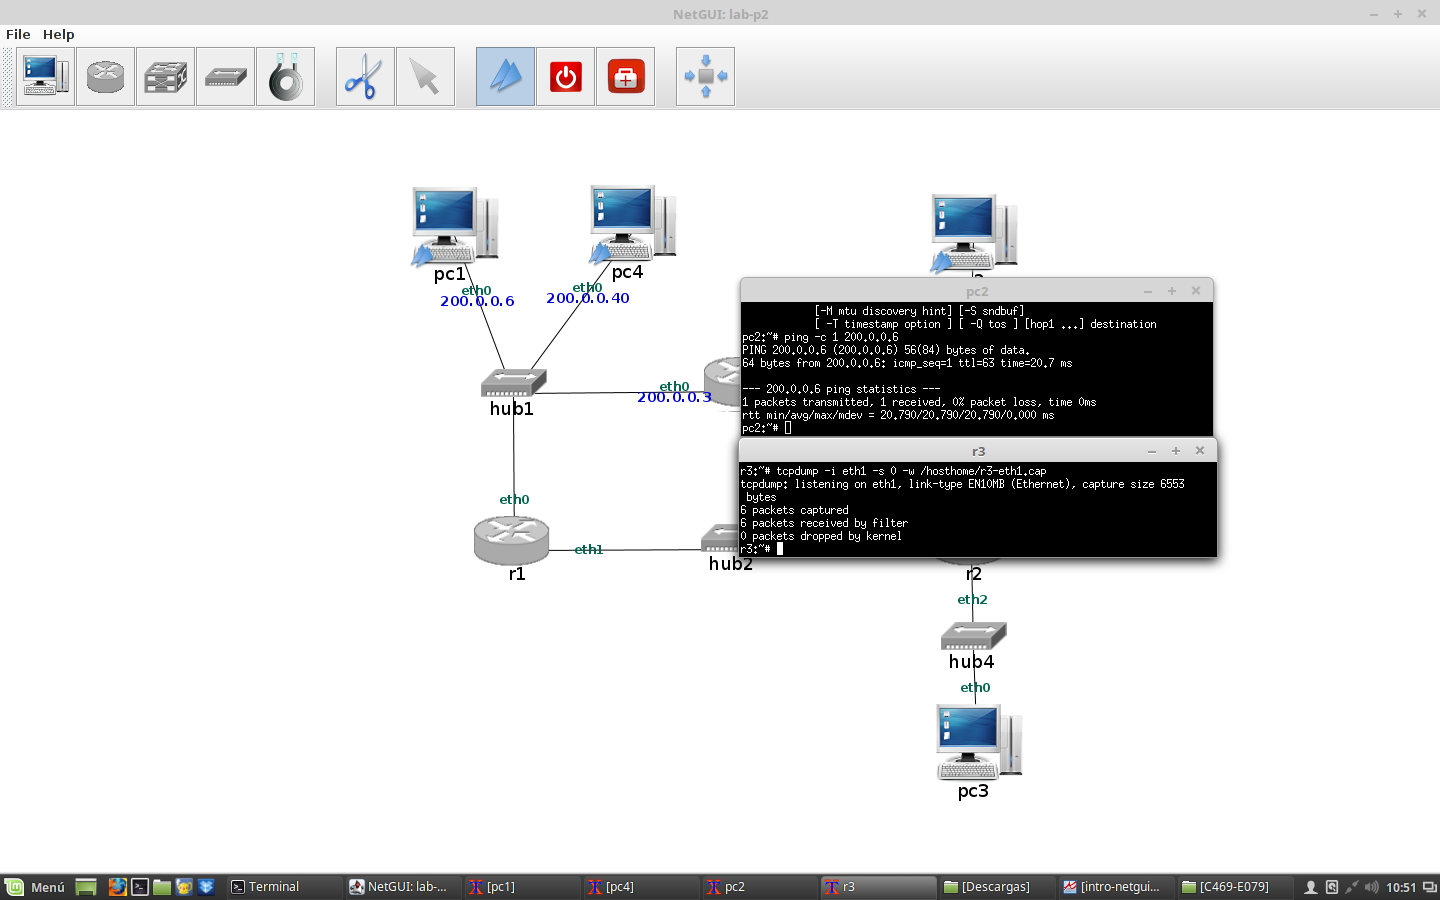 NetGUI: lab-p2
File Help
pc1
pc4
eth0
200.0.0.6
eth0
200.0.0.40
hub1
eth0
200.0.0.3
eth0
r1
eth1
hub2
pc2
[-M mtu discovery hint] [-S sndbuf]
[ -T timestamp option ] [ -Q tos ] [hop1 ...] destination
pc2:~# ping -c 1 200.0.0.6
PING 200.0.0.6 (200.0.0.6) 56(84) bytes of data.
64 bytes from 200.0.0.6: icmp_seq=1 ttl=63 time=20.7 ms
--- 200.0.0.6 ping statistics ---
1 packets transmitted, 1 received, 0% packet loss, time 0ms
rtt min/avg/max/mdev = 20.790/20.790/20.790/0.000 ms
pc2:~#
r3
r3:~# tcpdump -i eth1 -s 0 -w /hosthome/r3-eth1.cap
tcpdump: listening on eth1, link-type EN10MB (Ethernet), capture size 6553
bytes
6 packets captured
6 packets received by filter
0 packets dropped by kernel
r3:~#
r2
eth2
hub4
eth0
pc3
Menú Terminal NetGUI: lab-... [pc1] [pc4] pc2 r3 [Descargas] [intro-netgui... [C469-E079] 10:51